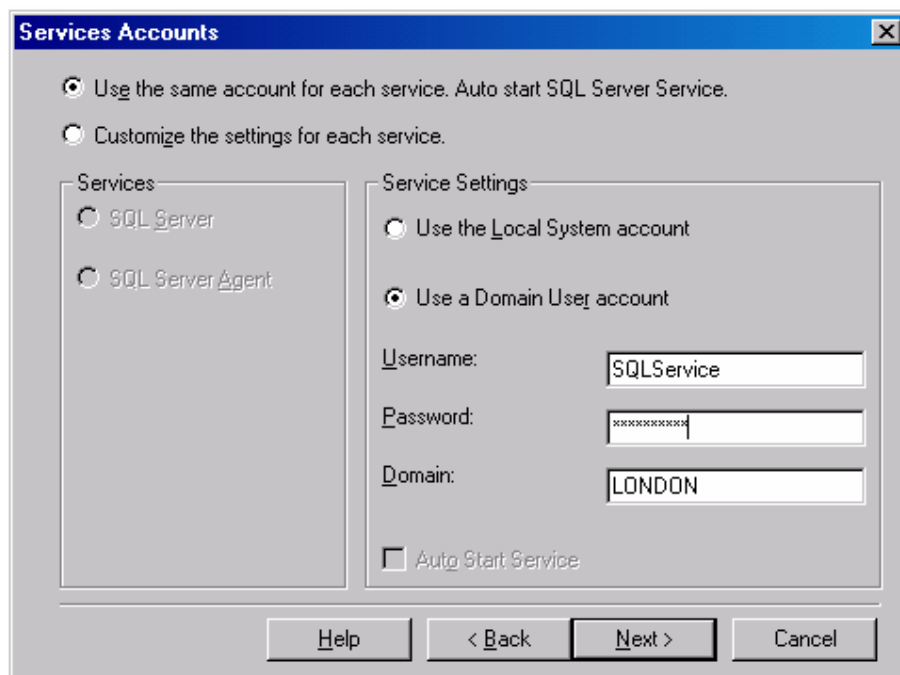 Services Accounts
Use the same account for each service. Auto start SQL Server Service.
Customize the settings for each service.
Services
SQL Server
SQL Server Agent
Service Settings
Use the Local System account
Use a Domain User account
Username:
SQLService
Password:
**********
Domain:
LONDON
Auto Start Service
Help
< Back
Next >
Cancel